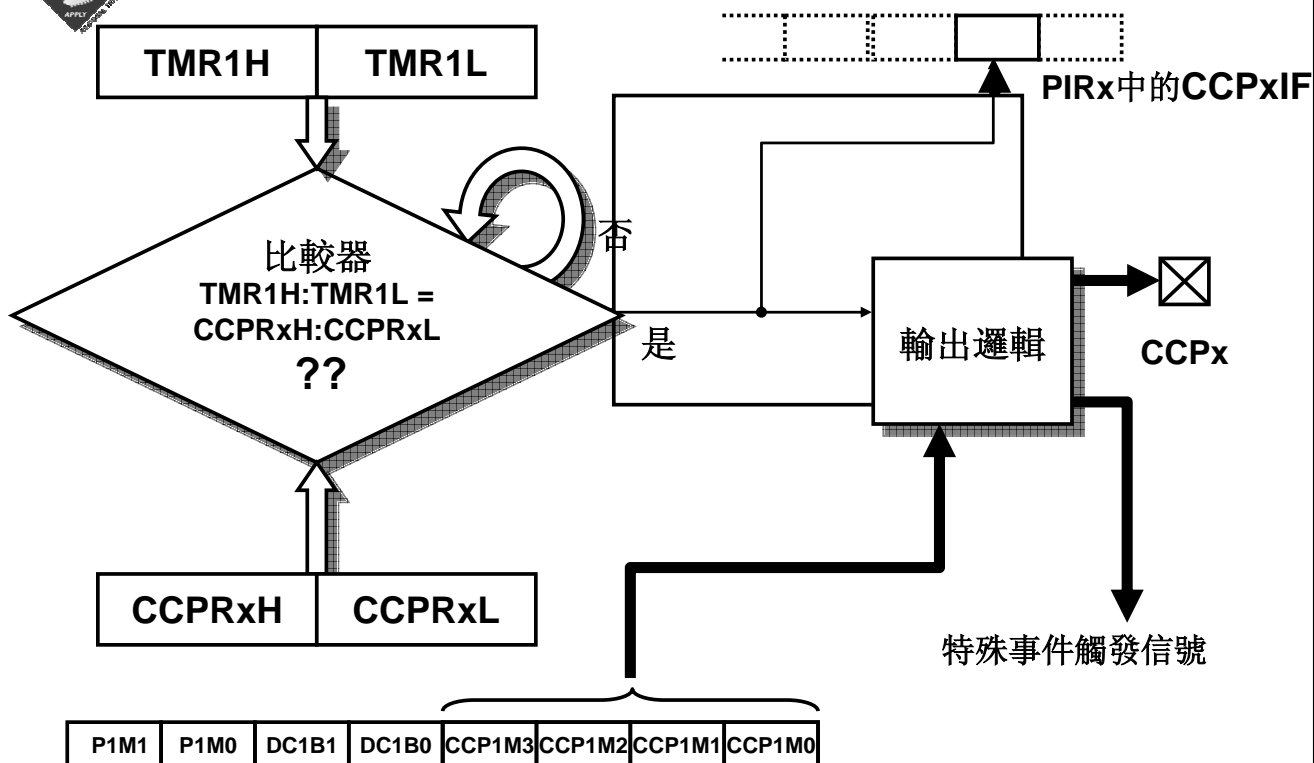 APPLY
TMR1H TMR1L
PIRx中的CCPxIF
否
比較器
TMR1H:TMR1L =
CCPRxH:CCPRxL
??
是
輸出邏輯
CCPx
CCPRxH CCPRxL
特殊事件觸發信號
P1M1 P1M0 DC1B1 DC1B0 CCP1M3 CCP1M2 CCP1M1 CCP1M0